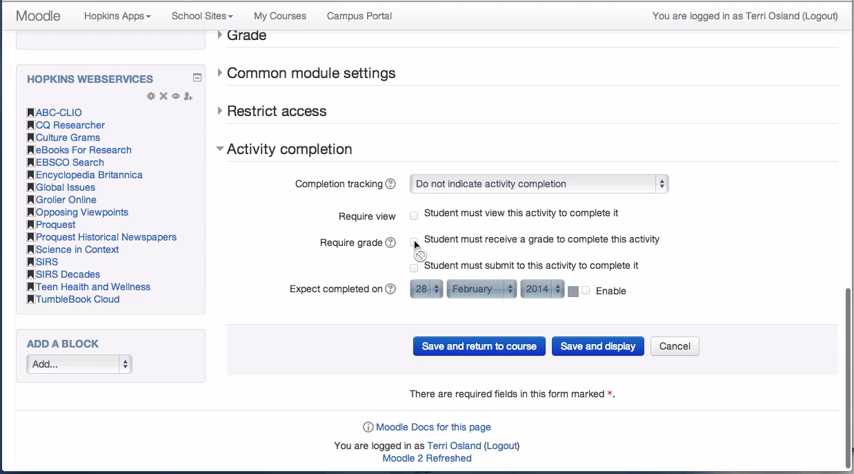 Moodle Hopkins Apps School Sites My Courses Campus Portal You are logged in as Terri Osland (Logout)
Grade
HOPKINS WEBSERVICES
ABC-CLIO
CQ Researcher
Culture Grams
eBooks For Research
EBSCO Search
Encyclopedia Britannica
Global Issues
Grolier Online
Opposing Viewpoints
Proquest
Proquest Historical Newspapers
Science in Context
SIRS
SIRS Decades
Teen Health and Wellness
TumbleBook Cloud
ADD A BLOCK
Add...
Common module settings
Restrict access
Activity completion
Completion tracking ? Do not indicate activity completion
Require view Student must view this activity to complete it
Require grade ? Student must receive a grade to complete this activity
Student must submit to this activity to complete it
Expect completed on ? 28 February 2014 Enable
Save and return to course Save and display Cancel
There are required fields in this form marked *.
Moodle Docs for this page
You are logged in as Terri Osland (Logout)
Moodle 2 Refreshed